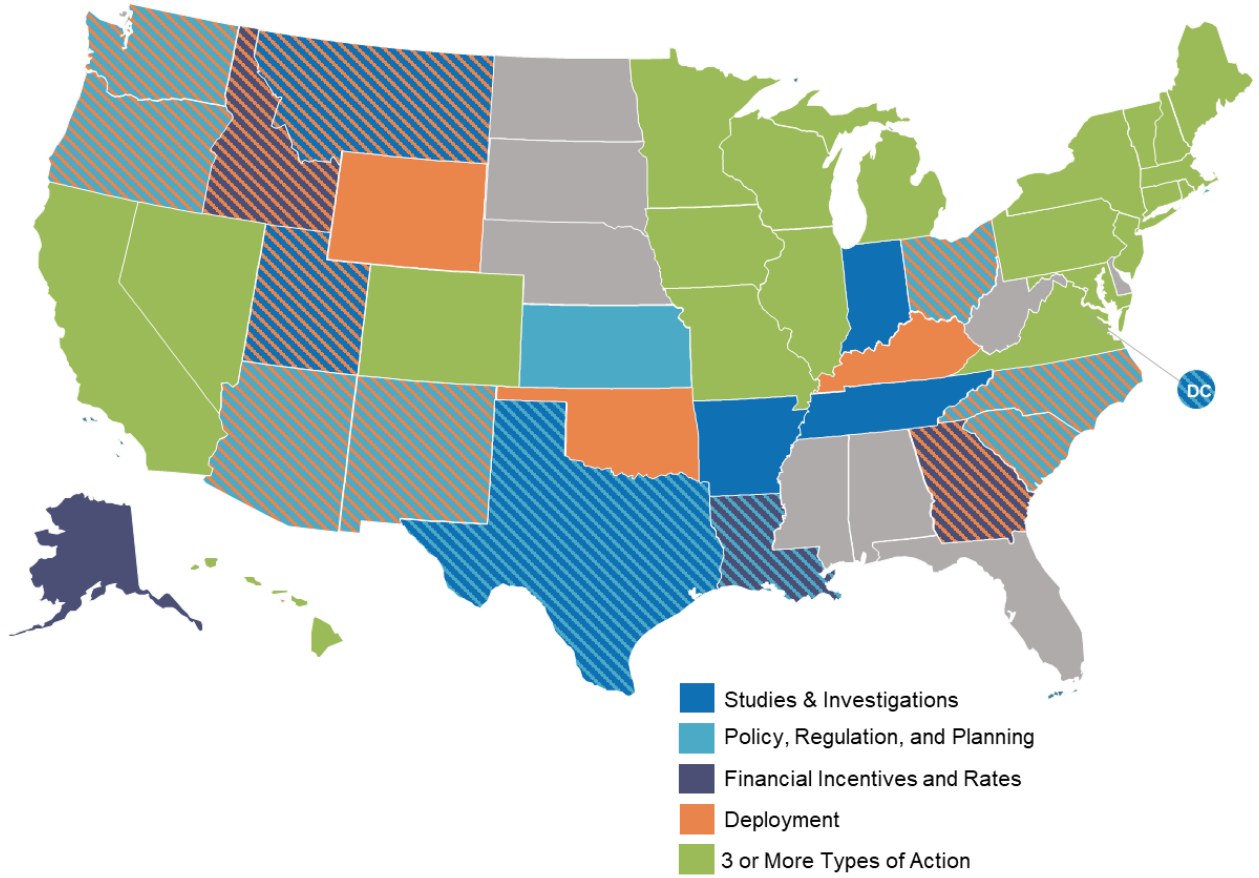 DC
Studies & Investigations
Policy, Regulation, and Planning
Financial Incentives and Rates
Deployment
3 or More Types of Action